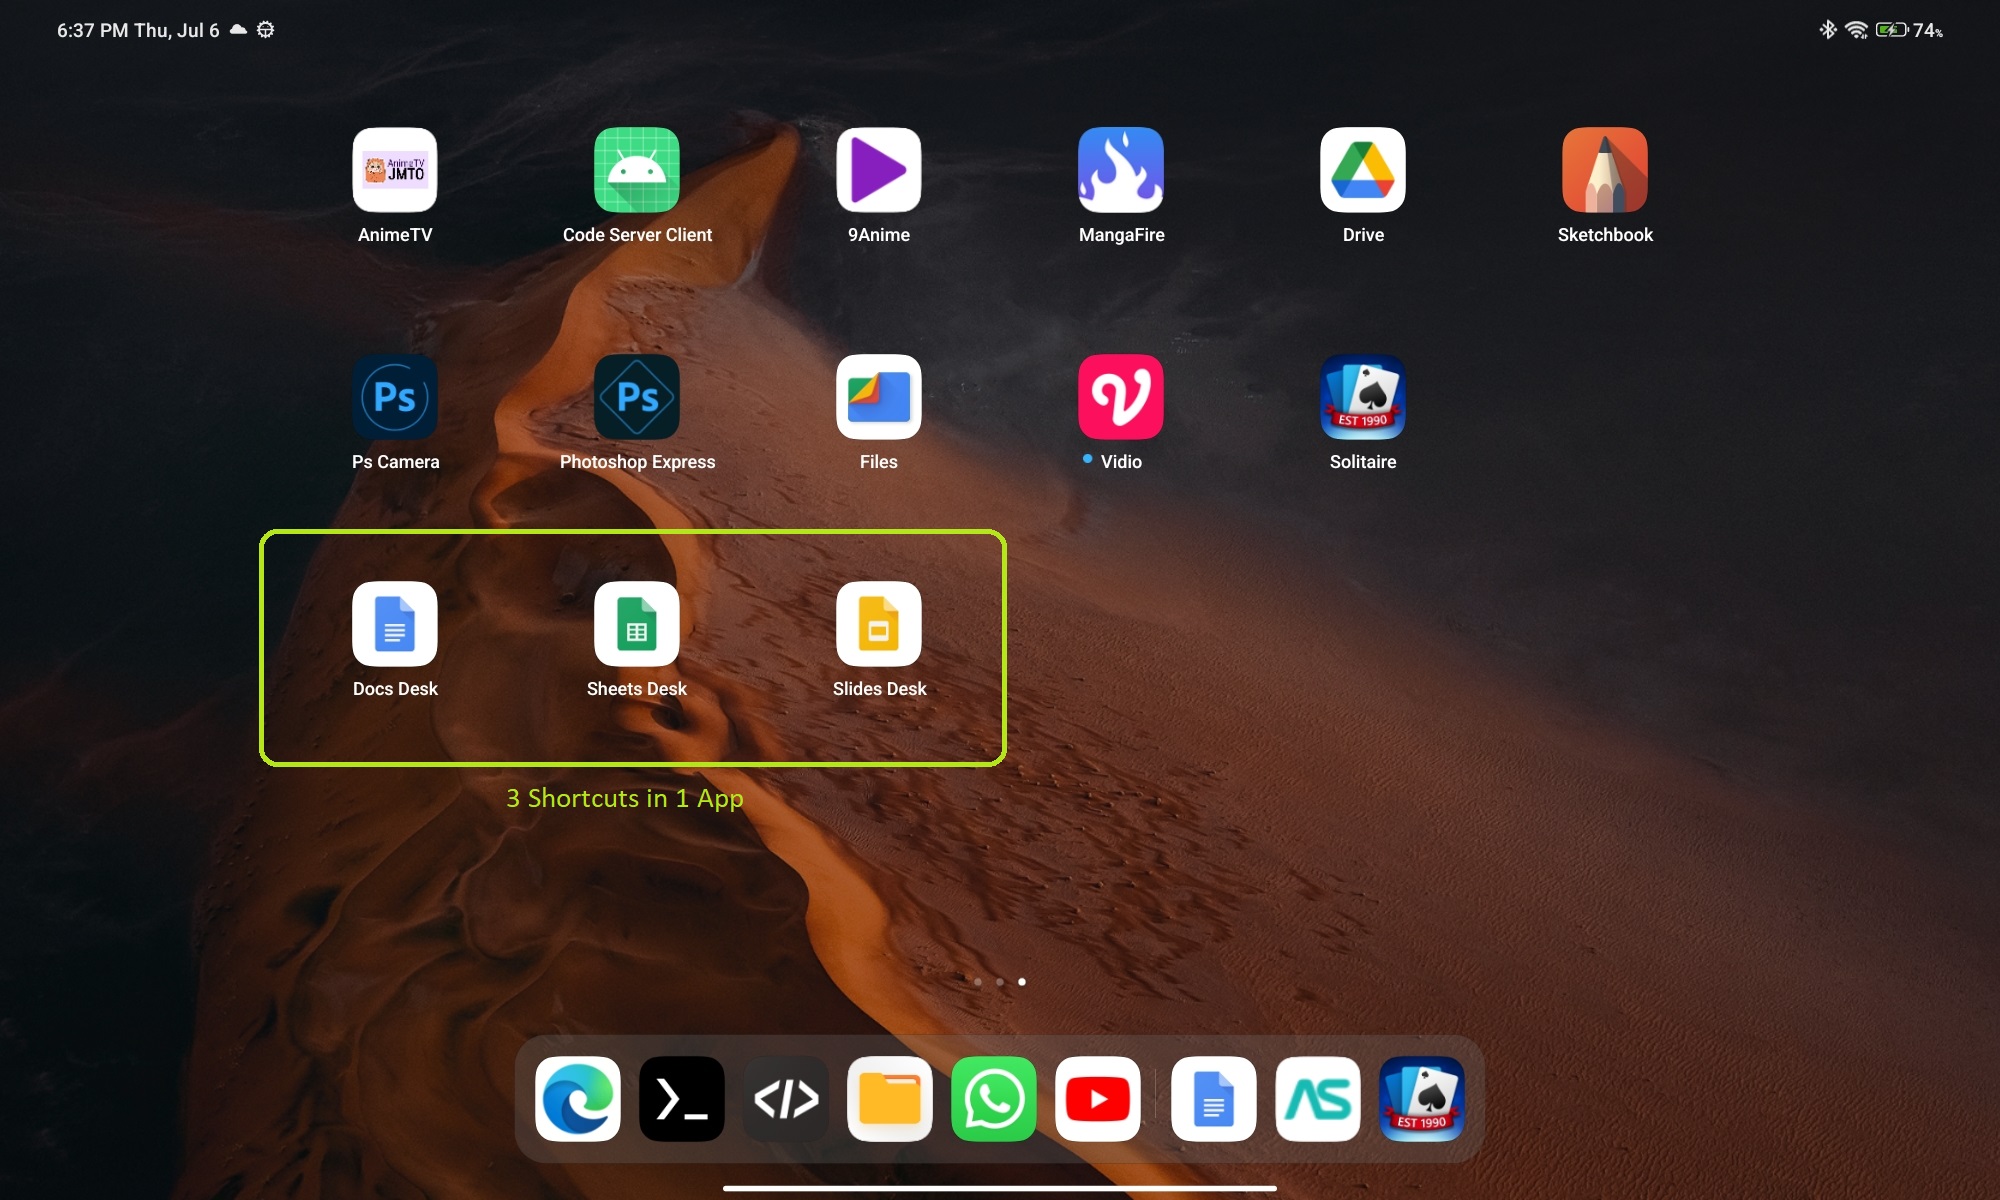 6:37 PM Thu, Jul 6
74%
AnimeTV
JMTO
AnimeTV
Code Server Client
9Anime
MangaFire
Drive
Sketchbook
Ps
Ps
EST 1990
Ps Camera
Photoshop Express
Files
Vidio
Solitaire
Docs Desk
Sheets Desk
Slides Desk
3 Shortcuts in 1 App
AS
EST 1990